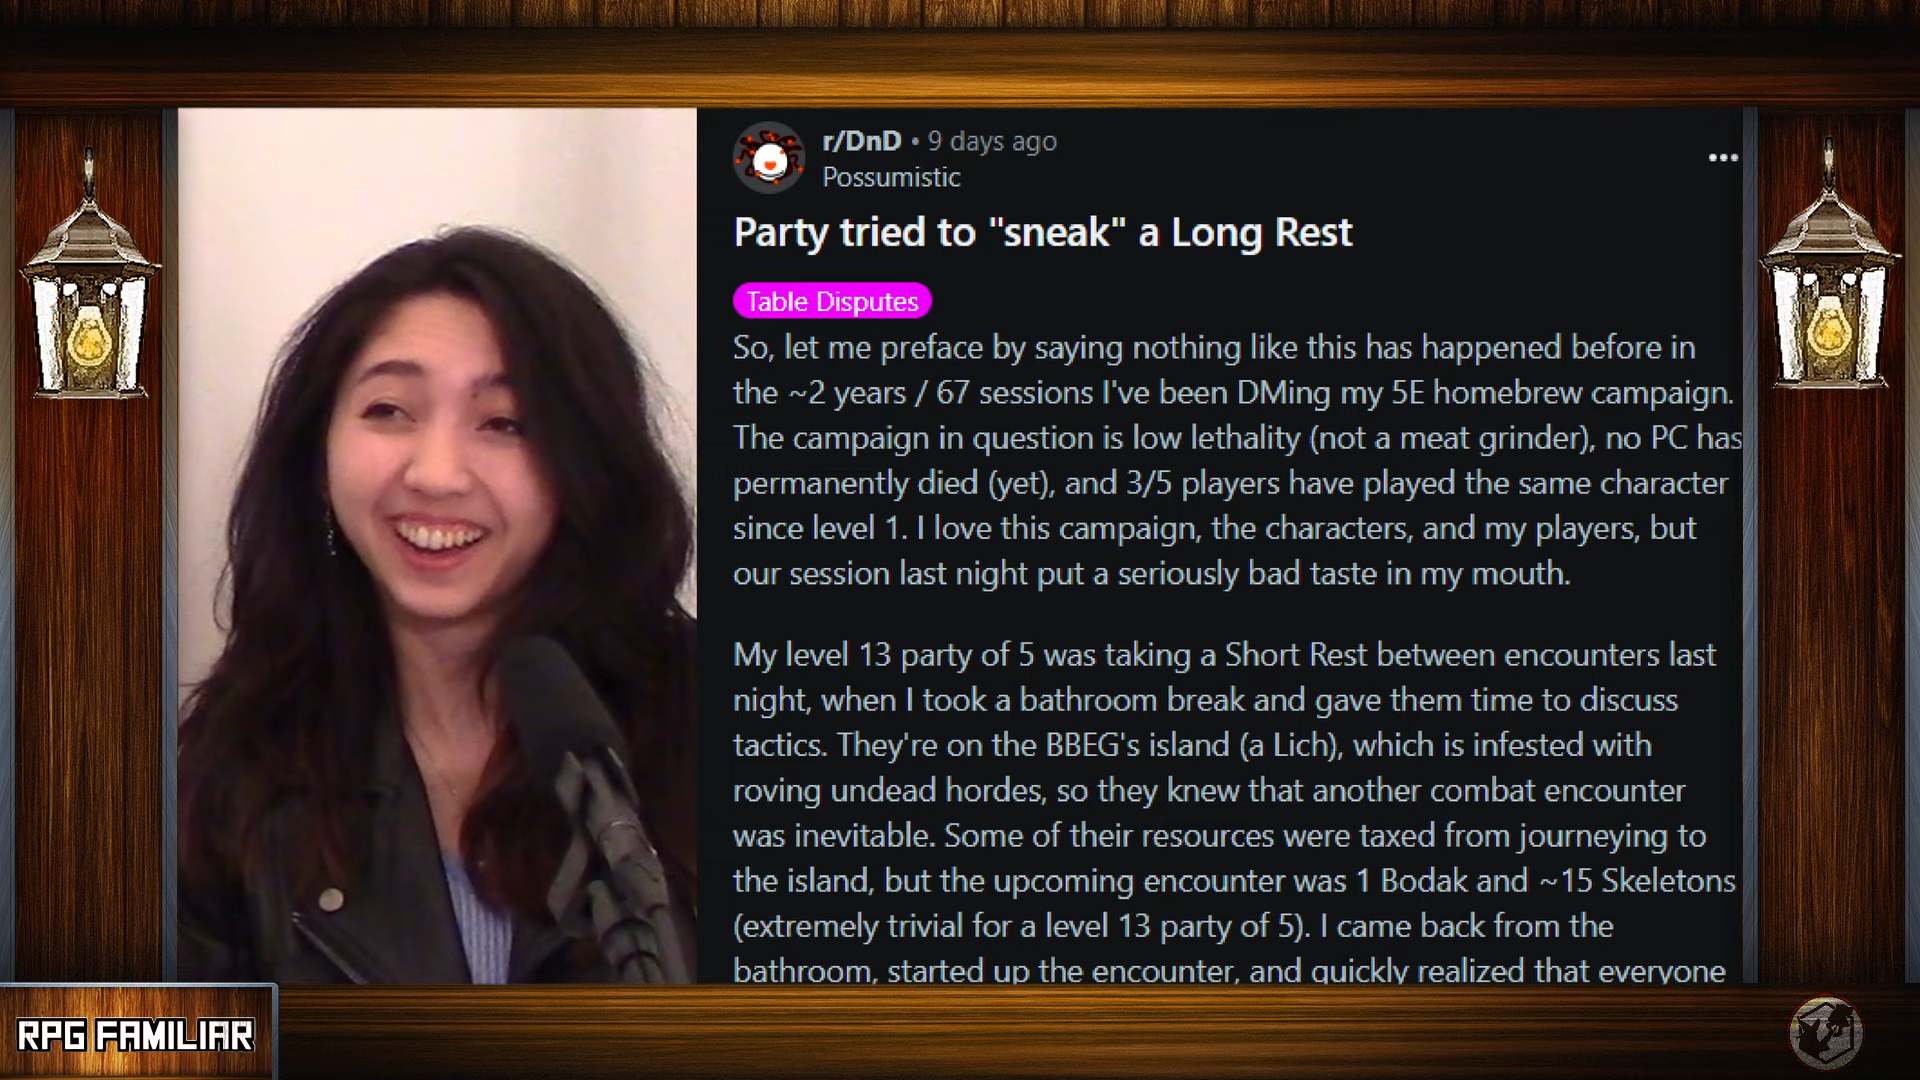 r/DnD • 9 days ago
Possumistic
Party tried to "sneak" a Long Rest
Table Disputes
So, let me preface by saying nothing like this has happened before in
the ~2 years / 67 sessions I've been DMing my 5E homebrew campaign.
The campaign in question is low lethality (not a meat grinder), no PC has
permanently died (yet), and 3/5 players have played the same character
since level 1. I love this campaign, the characters, and my players, but
our session last night put a seriously bad taste in my mouth.
My level 13 party of 5 was taking a Short Rest between encounters last
night, when I took a bathroom break and gave them time to discuss
tactics. They're on the BBEG's island (a Lich), which is infested with
roving undead hordes, so they knew that another combat encounter
was inevitable. Some of their resources were taxed from journeying to
the island, but the upcoming encounter was 1 Bodak and ~15 Skeletons
(extremely trivial for a level 13 party of 5). I came back from the
bathroom, started up the encounter, and quickly realized that everyone
RPG FAMILIAR